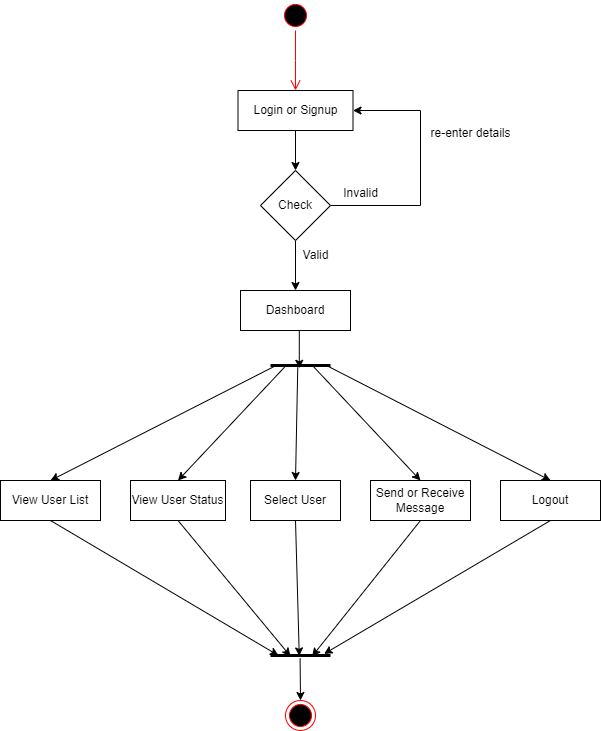 Login or Signup
re-enter details
Invalid
Check
Valid
Dashboard
View User List
View User Status
Select User
Send or Receive
Message
Logout